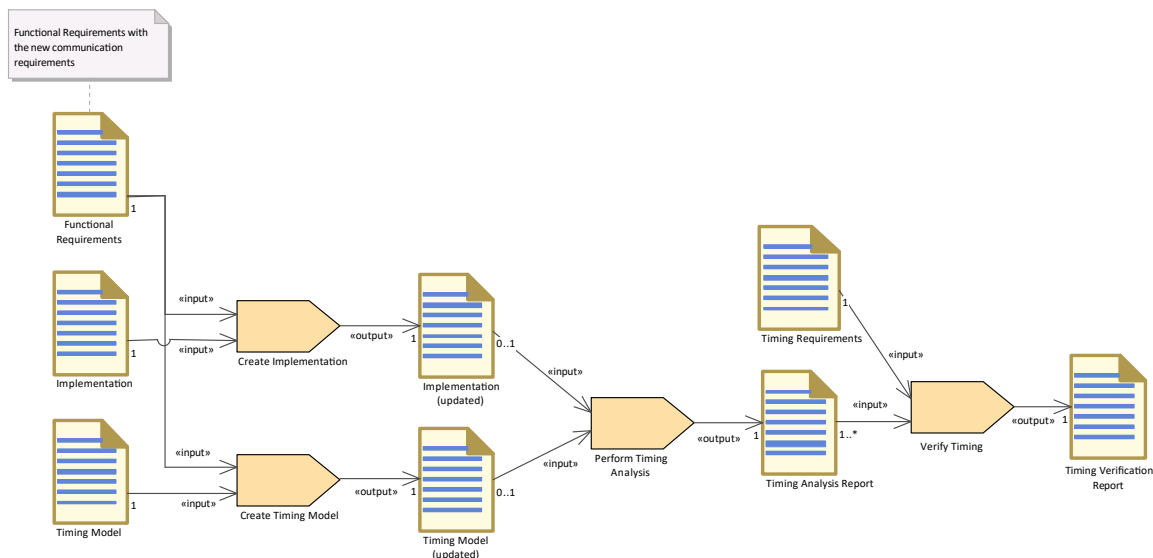 Functional Requirements with
the new communication
requirements
1
Functional
Requirements
«input»
1
«input»
Implementation
Create Implementation
«output»
1
0..1
Implementation
(updated)
«input»
1
«input»
Timing Model
Create Timing Model
«output»
1
0..1
Timing Model
(updated)
«input»
«input»
Perform Timing
Analysis
«output»
1
1
Timing Requirements
«input»
«input»
1..*
Timing Analysis Report
Verify Timing
«output»
1
Timing Verification
Report